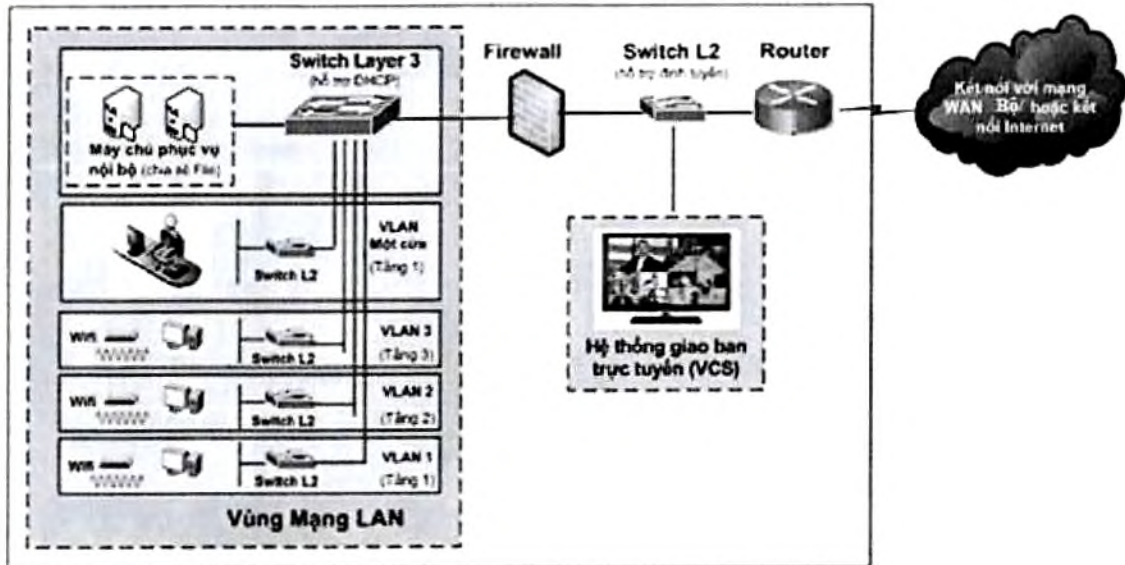 Switch Layer 3
(hỗ trợ DHCP)
Firewall
Switch L2
(hỗ trợ định tuyến)
Router
Kết nối với mạng
WAN Bộ hoặc kết
nối Internet
Máy chủ phục vụ
nội bộ (chia sẻ File)
VLAN
Một cửa
(Tầng 1)
Switch L2
Wifi
Switch L2
VLAN 3
(Tầng 3)
Wifi
Switch L2
VLAN 2
(Tầng 2)
Wifi
Switch L2
VLAN 1
(Tầng 1)
Hệ thống giao ban
trực tuyến (VCS)
Vùng Mạng LAN